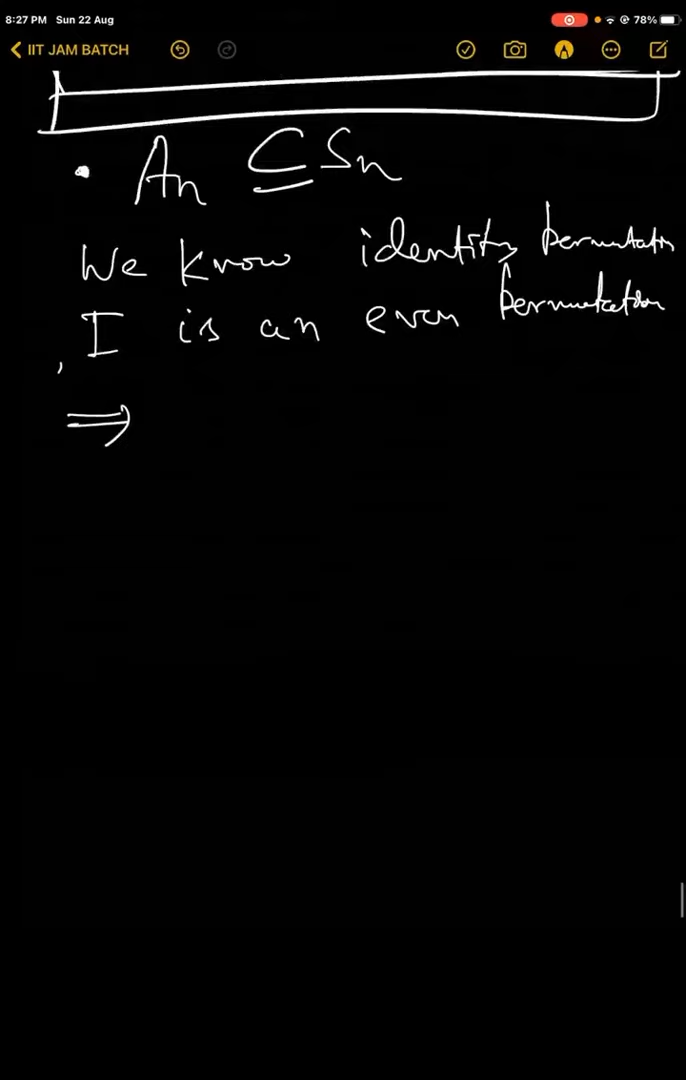 8:27 PM Sun 22 Aug 78%
IIT JAM BATCH
• An ⊆ Sn
We know identity permutatn
, I is an even permutation
⇒